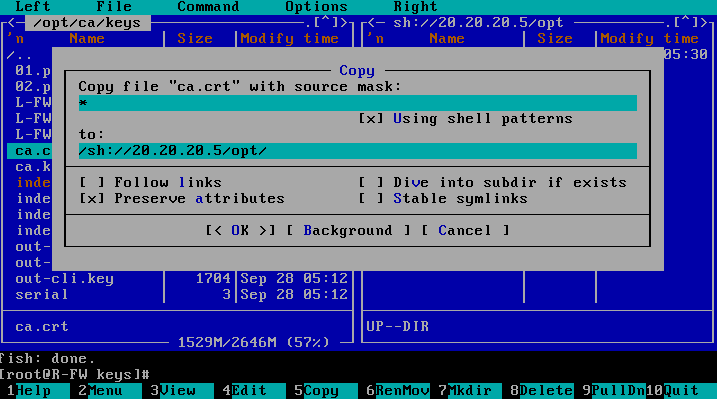 Left File Command Options Right
<─ /opt/ca/keys ─.[^]> <─ sh://20.20.20.5/opt ─.[^]>
'n Name Size Modify time 'n Name Size Modify time
/.. 05:30
Copy
01.p
Copy file "ca.crt" with source mask:
02.p
L-FW *
L-FW [x] Using shell patterns
L-FW to:
ca.c /sh://20.20.20.5/opt/
ca.k
inde [ ] Follow links [ ] Dive into subdir if exists
inde [x] Preserve attributes [ ] Stable symlinks
inde
inde [< OK >] [ Background ] [ Cancel ]
out-
out-
out-cli.key 1704 Sep 28 05:12
serial 3 Sep 28 05:12
ca.crt UP--DIR
1529M/2646M (57%)
fish: done.
[root@R-FW keys]#
1Help 2Menu 3View 4Edit 5Copy 6RenMov 7Mkdir 8Delete 9PullDn 10Quit